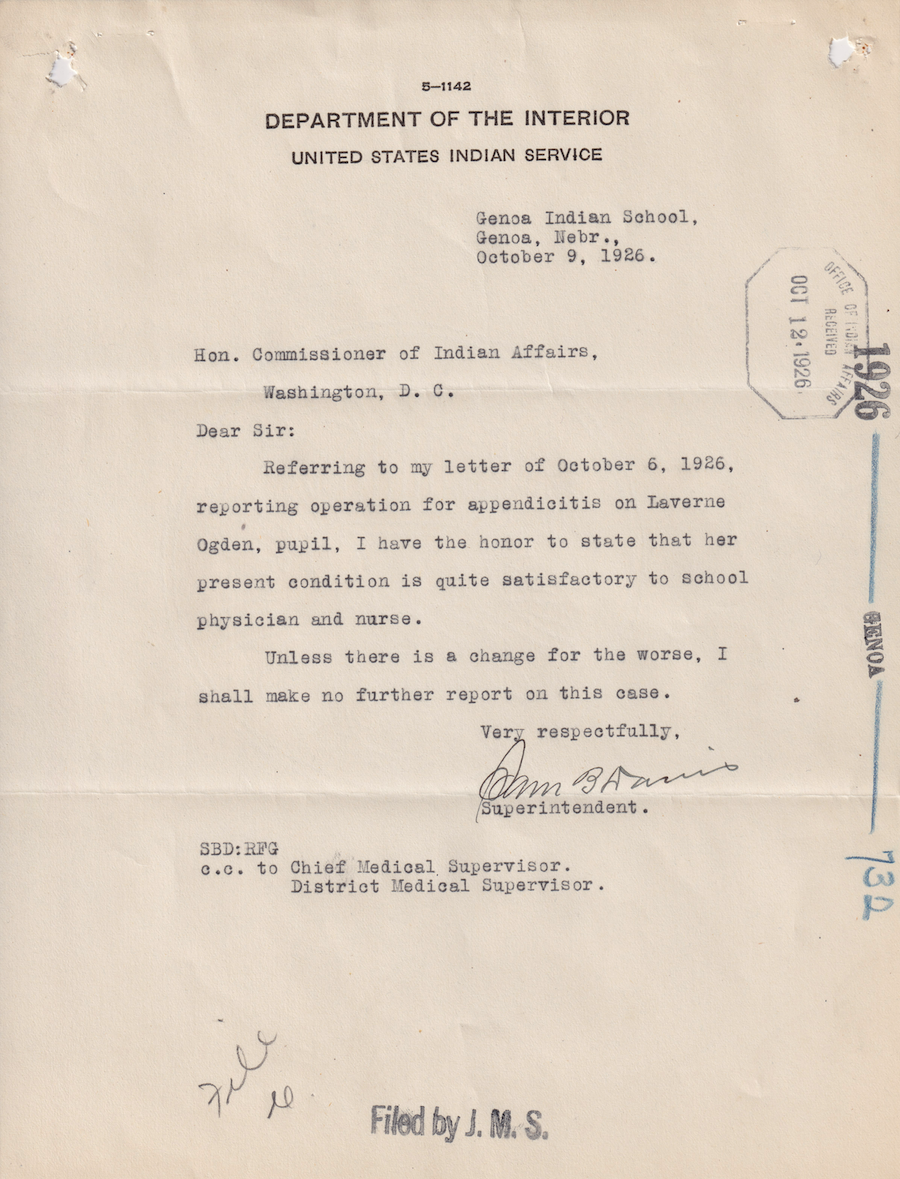 5—1142
DEPARTMENT OF THE INTERIOR
UNITED STATES INDIAN SERVICE
Genoa Indian School,
Genoa, Nebr.,
October 9, 1926.
OFFICE OF INDIAN AFFAIRS
RECEIVED
OCT 12 1926
1926
GENOA
732
Hon. Commissioner of Indian Affairs,
Washington, D. C.
Dear Sir:
Referring to my letter of October 6, 1926,
reporting operation for appendicitis on Laverne
Ogden, pupil, I have the honor to state that her
present condition is quite satisfactory to school
physician and nurse.
Unless there is a change for the worse, I
shall make no further report on this case.
Very respectfully,
Sam B Davis
Superintendent.
SBD:RFG
c.c. to Chief Medical Supervisor.
District Medical Supervisor.
File
Filed by J. M. S.